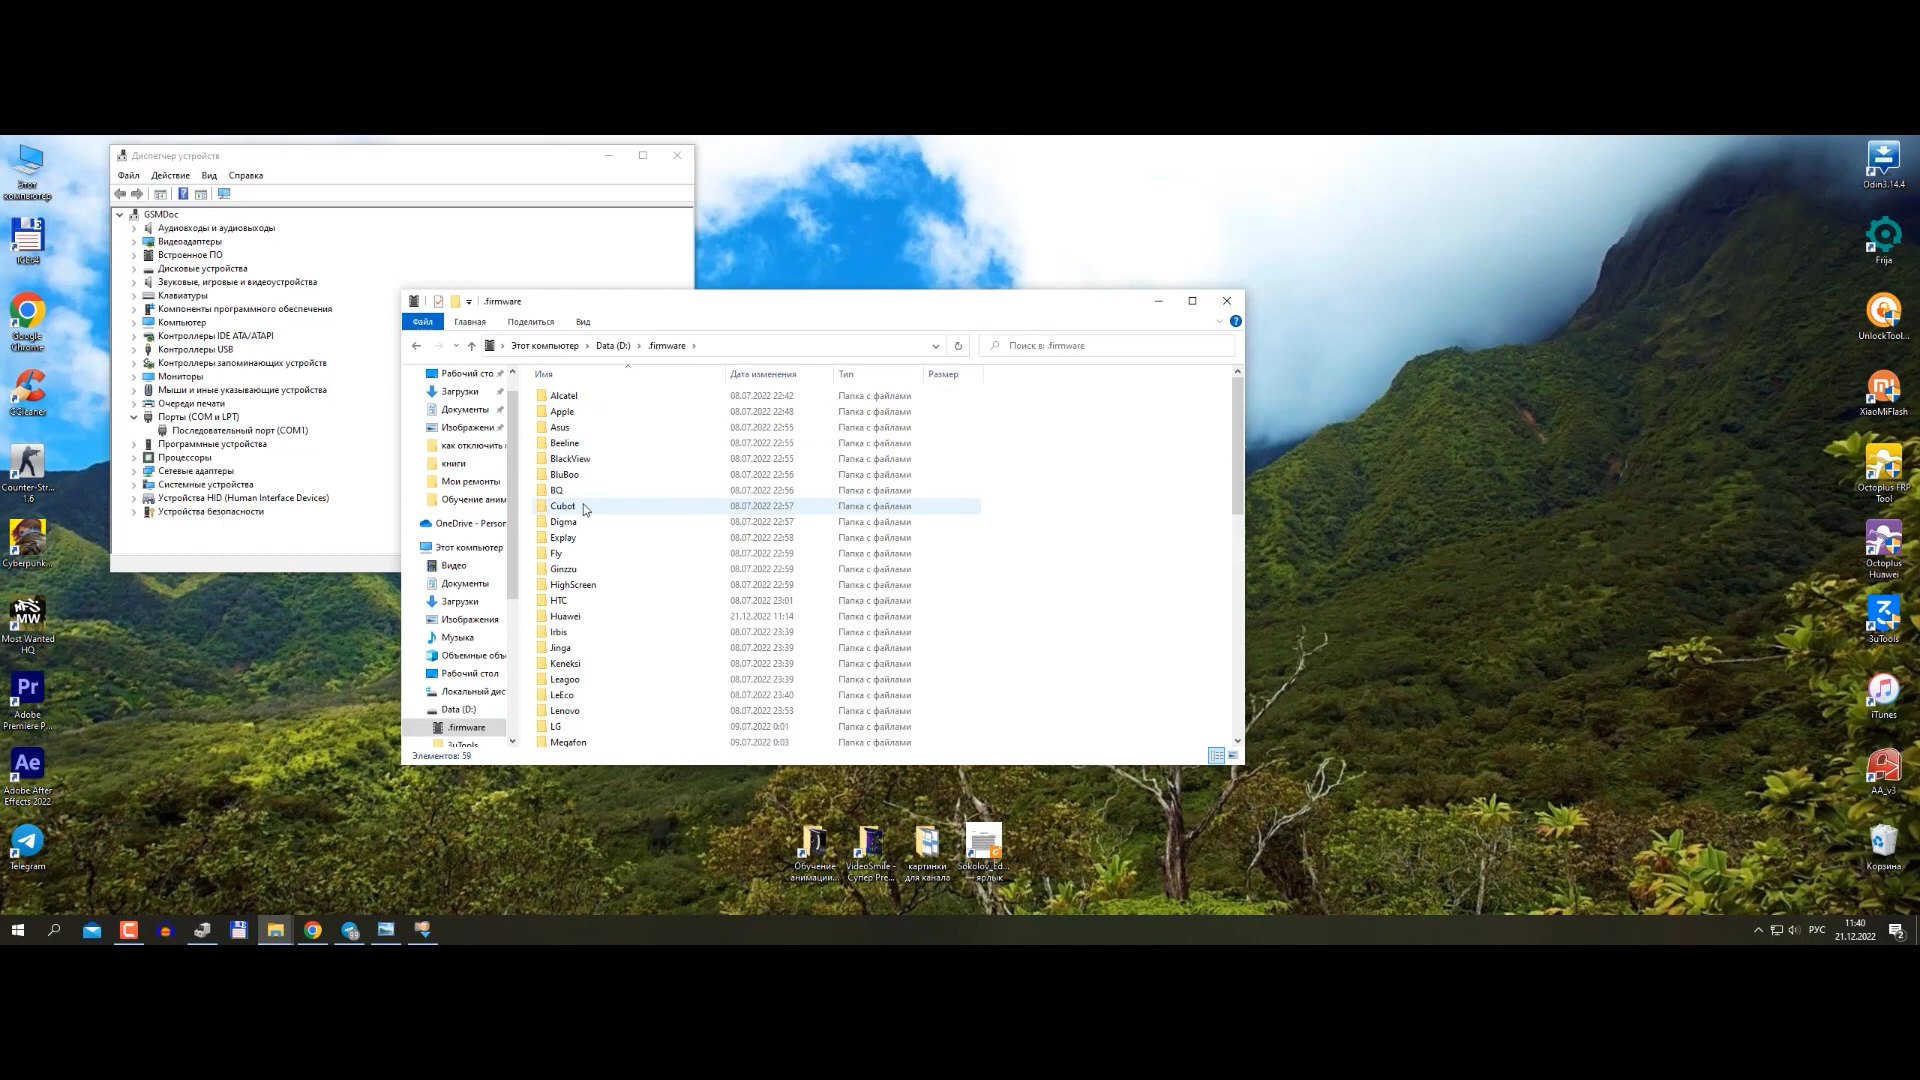 Этот компьютер
Google Chrome
CCleaner
Counter-Str... 1.6
Cyberpunk...
Most Wanted HQ
Adobe Premiere P...
Adobe After Effects 2022
Telegram
Диспетчер устройств
Файл Действие Вид Справка
GSMDoc
Аудиовходы и аудиовыходы
Видеоадаптеры
Встроенное ПО
Дисковые устройства
Звуковые, игровые и видеоустройства
Клавиатуры
Компоненты программного обеспечения
Компьютер
Контроллеры IDE ATA/ATAPI
Контроллеры USB
Контроллеры запоминающих устройств
Мониторы
Мыши и иные указывающие устройства
Очереди печати
Порты (COM и LPT)
Последовательный порт (COM1)
Программные устройства
Процессоры
Сетевые адаптеры
Системные устройства
Устройства HID (Human Interface Devices)
Устройства безопасности
.firmware
Файл Главная Поделиться Вид
Этот компьютер Data (D:) .firmware
Поиск в: .firmware
Рабочий сто
Загрузки
Документы
Изображени
как отключить
книги
Мои ремонты
Обучение аним
OneDrive - Person
Этот компьютер
Видео
Документы
Загрузки
Изображения
Музыка
Объемные объ
Рабочий стол
Локальный дис
Data (D:)
.firmware
3uTools
Имя Дата изменения Тип Размер
Alcatel 08.07.2022 22:42 Папка с файлами
Apple 08.07.2022 22:48 Папка с файлами
Asus 08.07.2022 22:55 Папка с файлами
Beeline 08.07.2022 22:55 Папка с файлами
BlackView 08.07.2022 22:55 Папка с файлами
BluBoo 08.07.2022 22:56 Папка с файлами
BQ 08.07.2022 22:56 Папка с файлами
Cubot 08.07.2022 22:57 Папка с файлами
Digma 08.07.2022 22:57 Папка с файлами
Explay 08.07.2022 22:58 Папка с файлами
Fly 08.07.2022 22:59 Папка с файлами
Ginzzu 08.07.2022 22:59 Папка с файлами
HighScreen 08.07.2022 22:59 Папка с файлами
HTC 08.07.2022 23:01 Папка с файлами
Huawei 21.12.2022 11:14 Папка с файлами
Irbis 08.07.2022 23:39 Папка с файлами
Jinga 08.07.2022 23:39 Папка с файлами
Keneksi 08.07.2022 23:39 Папка с файлами
Leagoo 08.07.2022 23:39 Папка с файлами
LeEco 08.07.2022 23:40 Папка с файлами
Lenovo 08.07.2022 23:53 Папка с файлами
LG 09.07.2022 0:01 Папка с файлами
Megafon 09.07.2022 0:03 Папка с файлами
Элементов: 59
Odin3.14.4
Frija
UnlockTool...
XiaoMiFlash
Octoplus FRP Tool
Octoplus Huawei
3uTools
iTunes
AA_v3
Корзина
Обучение анимации...
VideoSmile - Супер Pre...
картинки для канала
Sokolov_Ed... — ярлык
РУС
11:40
21.12.2022